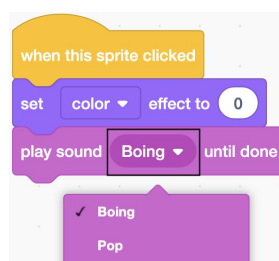 when this sprite clicked
set color effect to 0
play sound Boing until done
✓ Boing
Pop